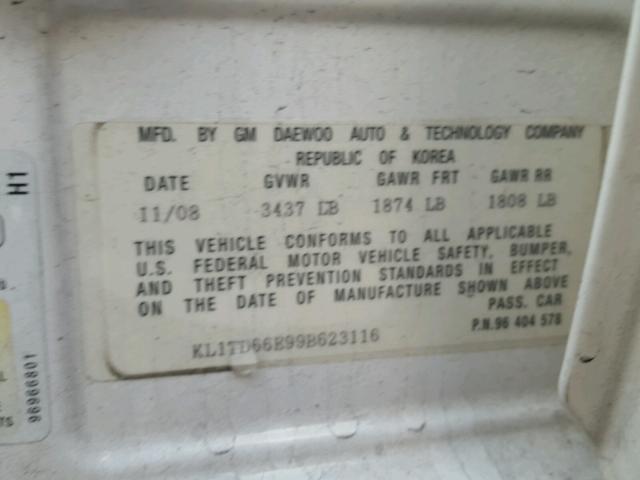 MFD. BY GM DAEWOO AUTO & TECHNOLOGY COMPANY
REPUBLIC OF KOREA
DATE GVWR GAWR FRT GAWR RR
11/08 3437 LB 1874 LB 1808 LB
THIS VEHICLE CONFORMS TO ALL APPLICABLE
U.S. FEDERAL MOTOR VEHICLE SAFETY, BUMPER,
AND THEFT PREVENTION STANDARDS IN EFFECT
ON THE DATE OF MANUFACTURE SHOWN ABOVE
PASS. CAR
P.N.96 404 578
KL1TD66E99B623116
H1
96966801